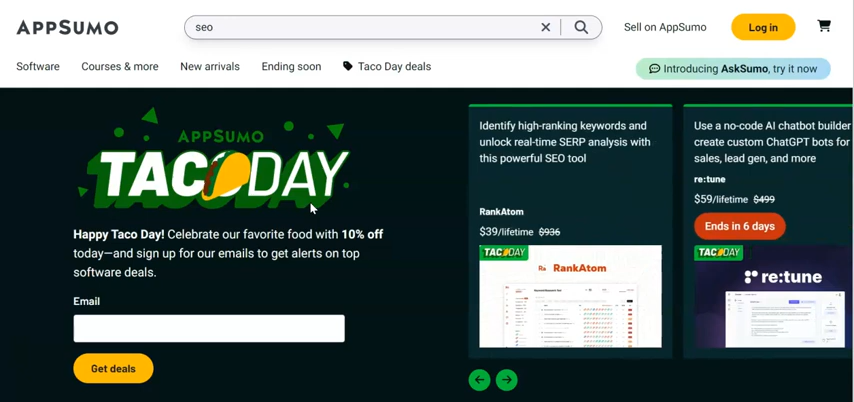 APPSUMO
seo
Sell on AppSumo
Log in
Software
Courses & more
New arrivals
Ending soon
Taco Day deals
Introducing AskSumo, try it now
APPSUMO
TACO DAY
Happy Taco Day! Celebrate our favorite food with 10% off
today—and sign up for our emails to get alerts on top
software deals.
Email
Get deals
Identify high-ranking keywords and
unlock real-time SERP analysis with
this powerful SEO tool
RankAtom
$39/lifetime $936
TACO DAY
Ra RankAtom
Use a no-code AI chatbot builder
create custom ChatGPT bots for
sales, lead gen, and more
re:tune
$59/lifetime $499
Ends in 6 days
TACO DAY
re:tune